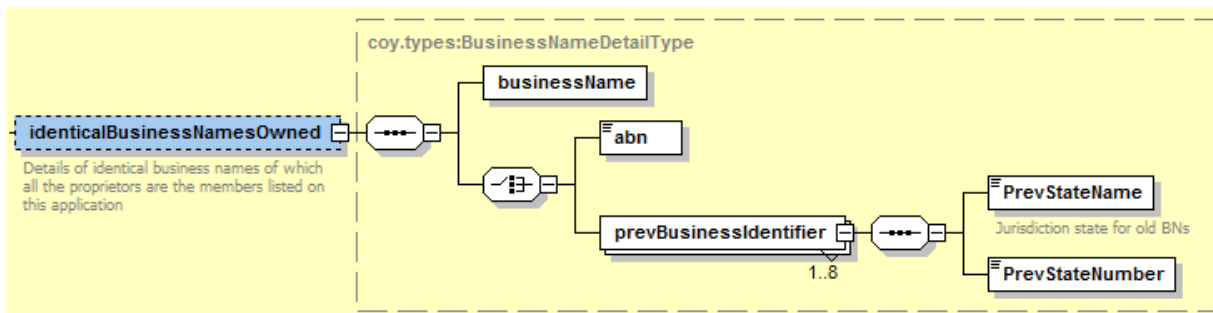 coy.types:BusinessNameDetailType
businessName
identicalBusinessNamesOwned
Details of identical business names of which
all the proprietors are the members listed on
this application
abn
prevBusinessIdentifier
1..8
PrevStateName
Jurisdiction state for old BNs
PrevStateNumber